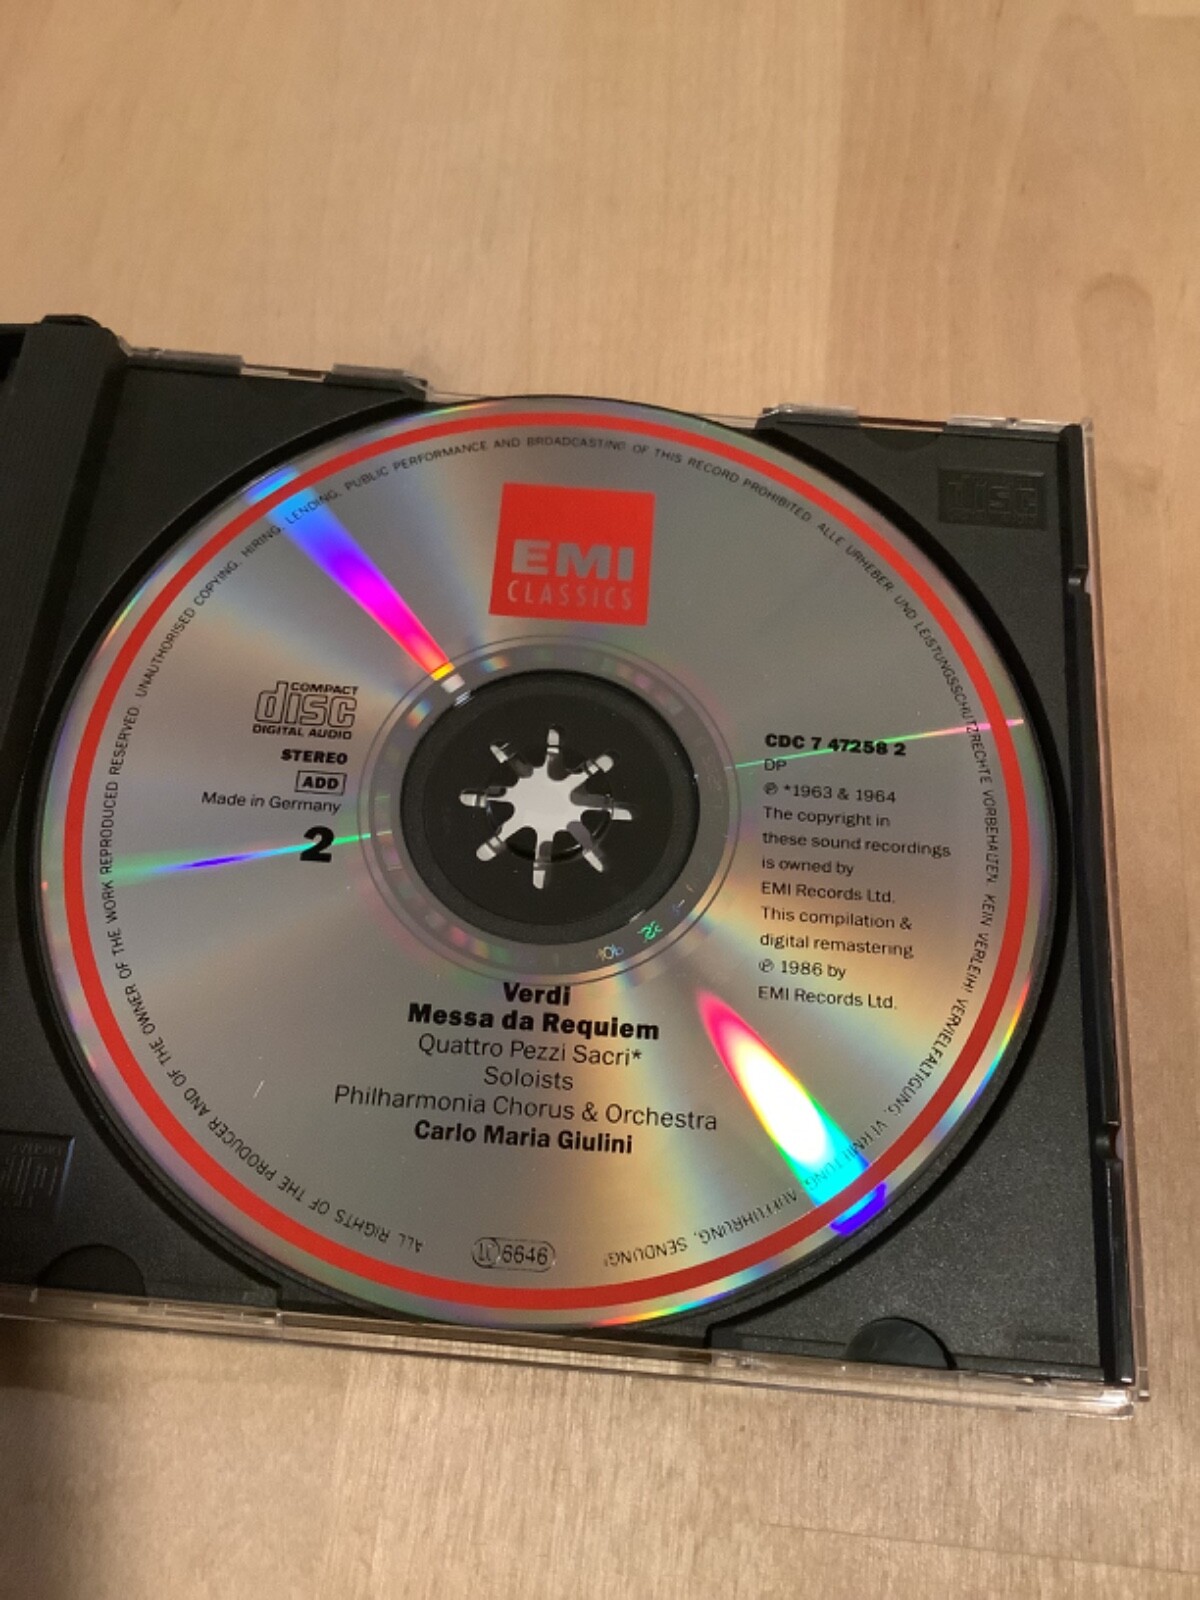 EMI
CLASSICS
COMPACT
disc
DIGITAL AUDIO
STEREO
ADD
Made in Germany
2
CDC 7 47258 2
DP
℗ *1963 & 1964
The copyright in
these sound recordings
is owned by
EMI Records Ltd.
This compilation &
digital remastering
℗ 1986 by
EMI Records Ltd.
Verdi
Messa da Requiem
Quattro Pezzi Sacri*
Soloists
Philharmonia Chorus & Orchestra
Carlo Maria Giulini
LC 6646
ALL RIGHTS OF THE PRODUCER AND OF THE OWNER OF THE WORK REPRODUCED RESERVED. UNAUTHORISED COPYING, HIRING, LENDING, PUBLIC PERFORMANCE AND BROADCASTING OF THIS RECORD PROHIBITED. ALLE URHEBER- UND LEISTUNGSSCHUTZRECHTE VORBEHALTEN. KEIN VERLEIH! VERVIELFÄLTIGUNG, VERMIETUNG, AUFFÜHRUNG, SENDUNG!
disc